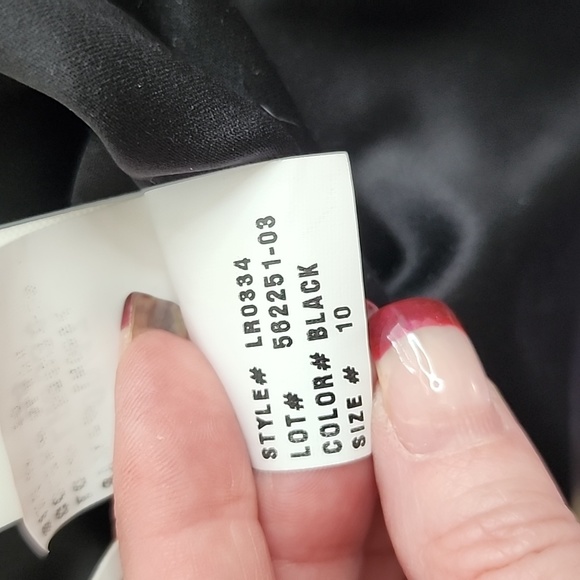 STYLE# LR0334
LOT# 562251-03
COLOR# BLACK
SIZE # 10